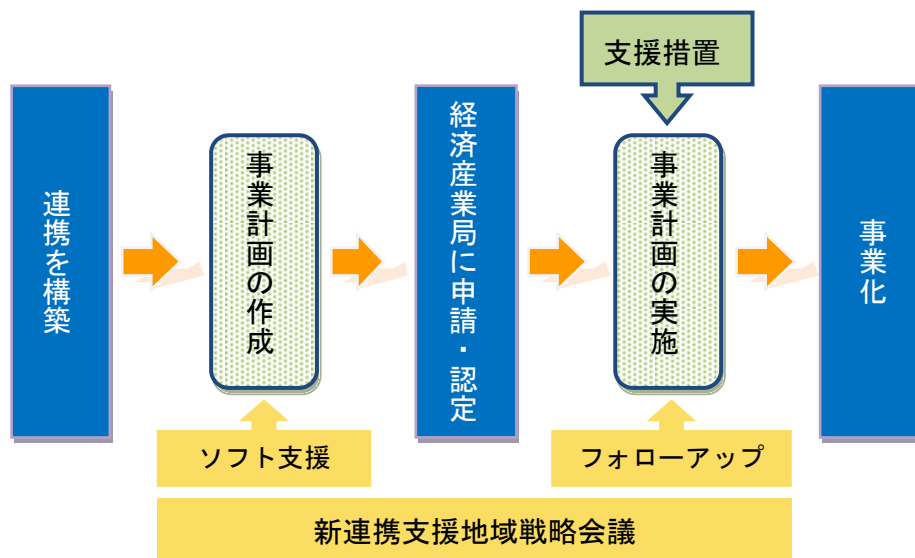 支援措置
連携を構築
事業計画の作成
経済産業局に申請・認定
事業計画の実施
事業化
ソフト支援
フォローアップ
新連携支援地域戦略会議